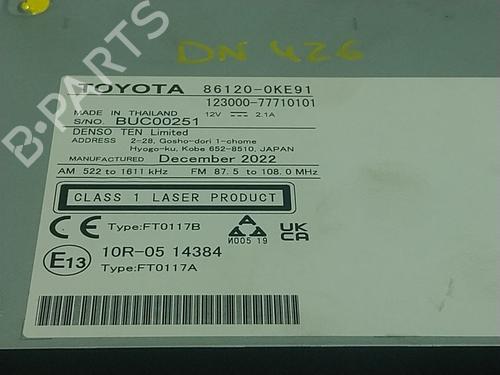 DN 426
B-PARTS
TOYOTA 86120-0KE91
123000-77710101
MADE IN THAILAND 12V 2.1A
S/NO. BUC00251
DENSO TEN Limited
ADDRESS 2-28, Gosho-dori 1-chome
Hyogo-ku, Kobe 652-8510, JAPAN
MANUFACTURED December 2022
AM 522 to 1611 kHz FM 87.5 to 108.0 MHz
CLASS 1 LASER PRODUCT
CE Type:FT0117B И005 19 UK CA
E13 10R-05 14384
Type:FT0117A